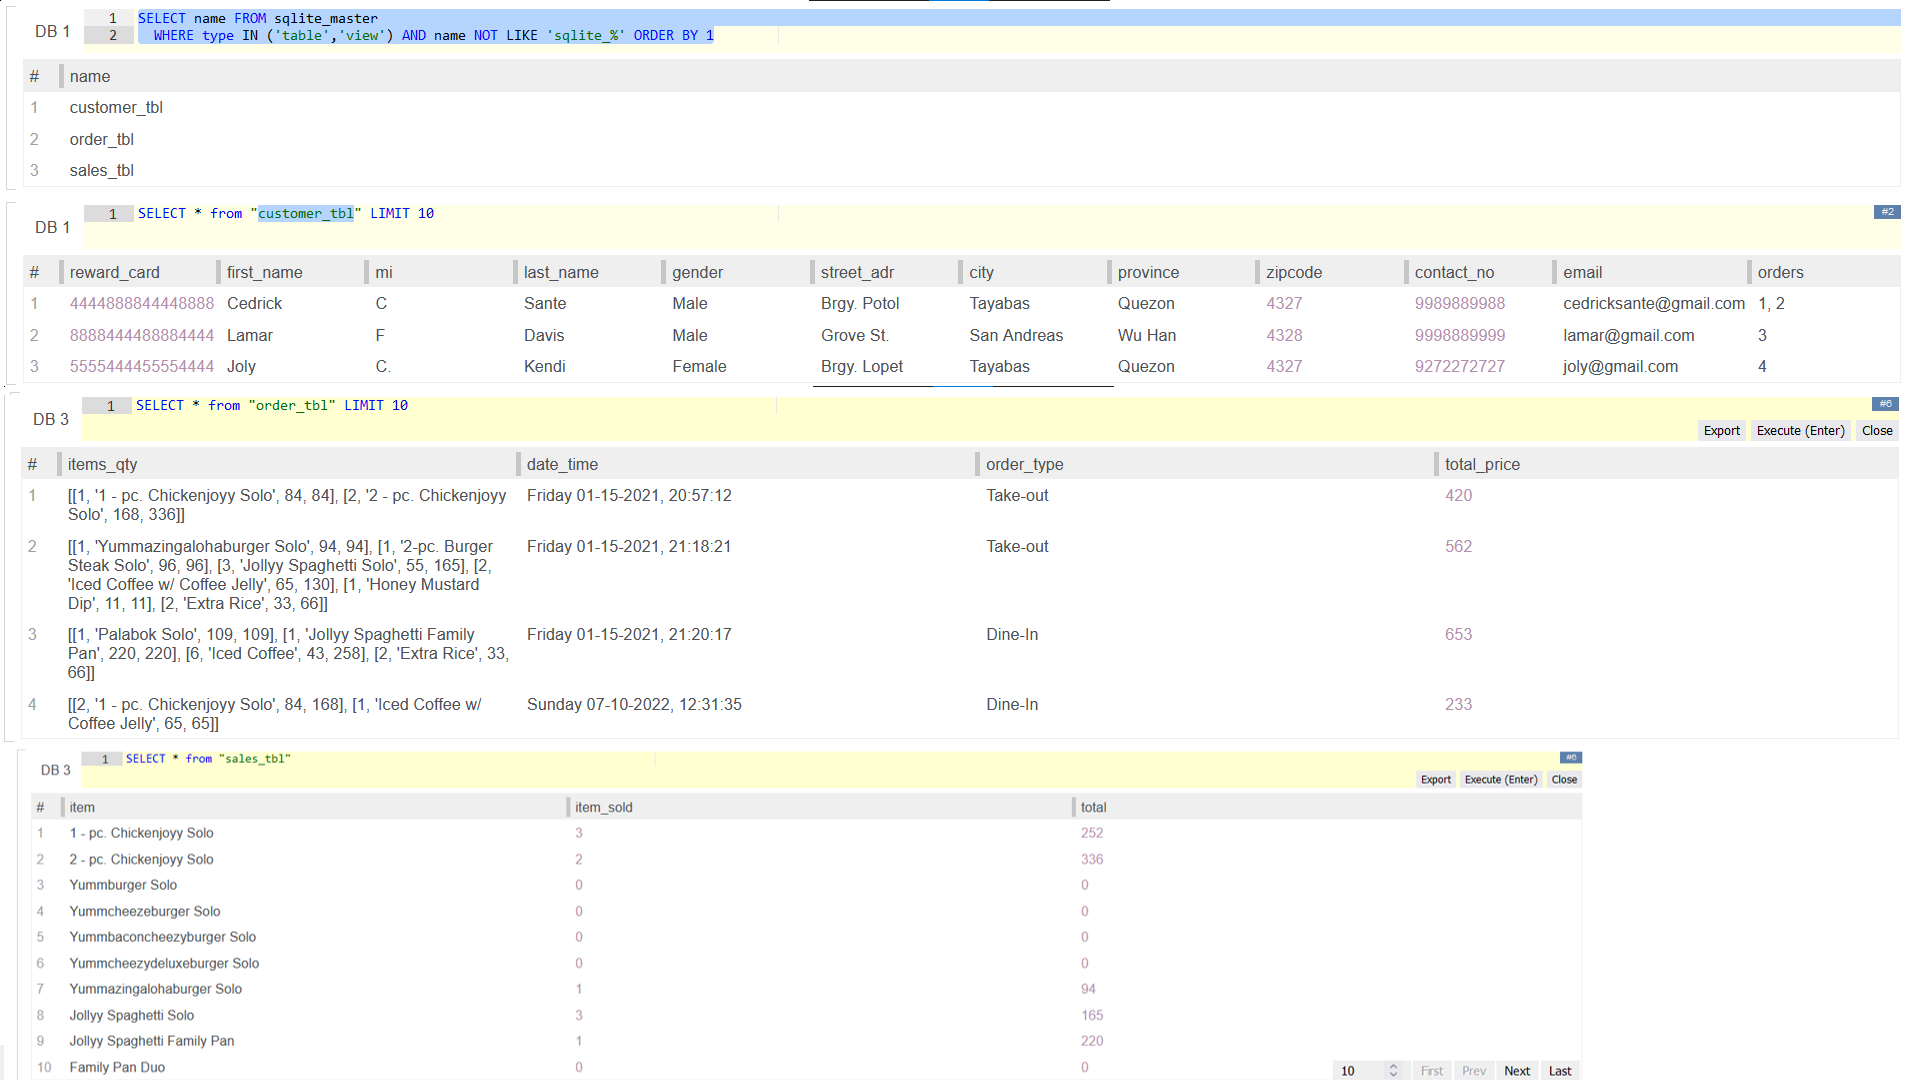 DB 1
1 SELECT name FROM sqlite_master
2 WHERE type IN ('table','view') AND name NOT LIKE 'sqlite_%' ORDER BY 1
# name
1 customer_tbl
2 order_tbl
3 sales_tbl
DB 1
1 SELECT * from "customer_tbl" LIMIT 10
#2
# reward_card first_name mi last_name gender street_adr city province zipcode contact_no email orders
1 4444888844448888 Cedrick C Sante Male Brgy. Potol Tayabas Quezon 4327 9989889988 cedricksante@gmail.com 1, 2
2 8888444488884444 Lamar F Davis Male Grove St. San Andreas Wu Han 4328 9998889999 lamar@gmail.com 3
3 5555444455554444 Joly C. Kendi Female Brgy. Lopet Tayabas Quezon 4327 9272272727 joly@gmail.com 4
DB 3
1 SELECT * from "order_tbl" LIMIT 10
#6
Export Execute (Enter) Close
# items_qty date_time order_type total_price
1 [[1, '1 - pc. Chickenjoyy Solo', 84, 84], [2, '2 - pc. Chickenjoyy Friday 01-15-2021, 20:57:12 Take-out 420
Solo', 168, 336]]
2 [[1, 'Yummazingalohaburger Solo', 94, 94], [1, '2-pc. Burger Friday 01-15-2021, 21:18:21 Take-out 562
Steak Solo', 96, 96], [3, 'Jollyy Spaghetti Solo', 55, 165], [2,
'Iced Coffee w/ Coffee Jelly', 65, 130], [1, 'Honey Mustard
Dip', 11, 11], [2, 'Extra Rice', 33, 66]]
3 [[1, 'Palabok Solo', 109, 109], [1, 'Jollyy Spaghetti Family Friday 01-15-2021, 21:20:17 Dine-In 653
Pan', 220, 220], [6, 'Iced Coffee', 43, 258], [2, 'Extra Rice', 33,
66]]
4 [[2, '1 - pc. Chickenjoyy Solo', 84, 168], [1, 'Iced Coffee w/ Sunday 07-10-2022, 12:31:35 Dine-In 233
Coffee Jelly', 65, 65]]
DB 3
1 SELECT * from "sales_tbl"
#6
Export Execute (Enter) Close
# item item_sold total
1 1 - pc. Chickenjoyy Solo 3 252
2 2 - pc. Chickenjoyy Solo 2 336
3 Yummburger Solo 0 0
4 Yummcheezeburger Solo 0 0
5 Yummbaconcheezyburger Solo 0 0
6 Yummcheezydeluxeburger Solo 0 0
7 Yummazingalohaburger Solo 1 94
8 Jollyy Spaghetti Solo 3 165
9 Jollyy Spaghetti Family Pan 1 220
10 Family Pan Duo 0 0
10 First Prev Next Last